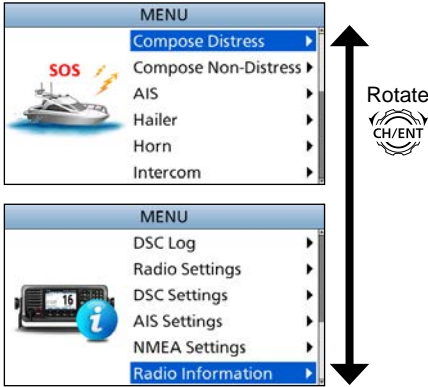 MENU
SOS
Compose Distress
Compose Non-Distress
AIS
Hailer
Horn
Intercom
Rotate
CH/ENT
MENU
16
DSC Log
Radio Settings
DSC Settings
AIS Settings
NMEA Settings
Radio Information